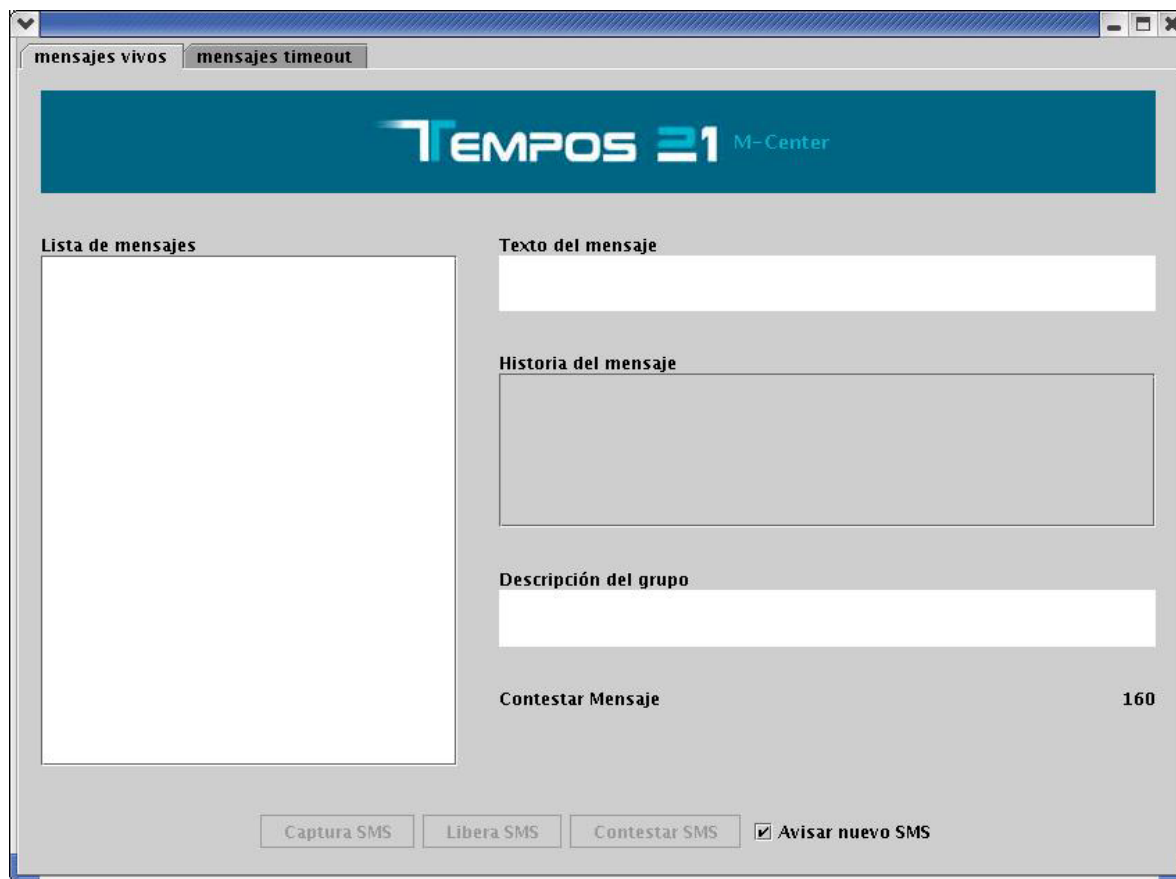 mensajes vivos mensajes timeout
TEMPOS 21 M-Center
Lista de mensajes
Texto del mensaje
Historia del mensaje
Descripción del grupo
Contestar Mensaje 160
Captura SMS Libera SMS Contestar SMS Avisar nuevo SMS